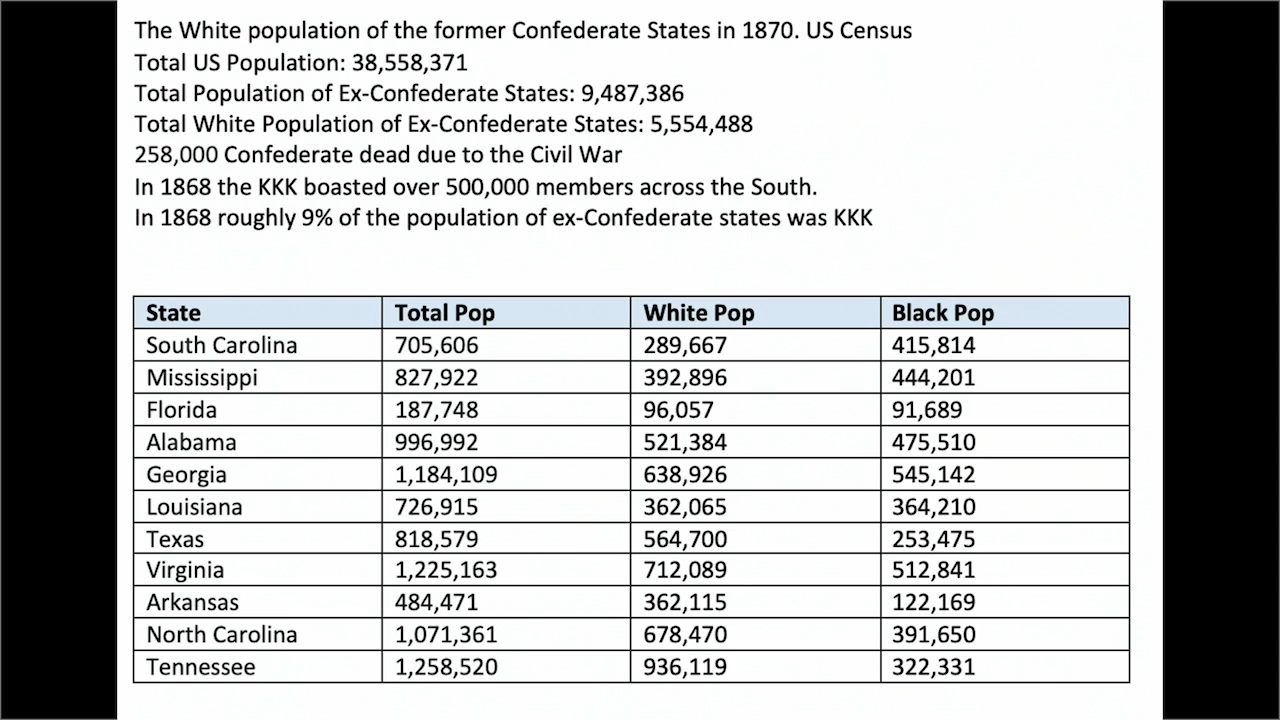 The White population of the former Confederate States in 1870. US Census
Total US Population: 38,558,371
Total Population of Ex-Confederate States: 9,487,386
Total White Population of Ex-Confederate States: 5,554,488
258,000 Confederate dead due to the Civil War
In 1868 the KKK boasted over 500,000 members across the South.
In 1868 roughly 9% of the population of ex-Confederate states was KKK
State Total Pop White Pop Black Pop
South Carolina 705,606 289,667 415,814
Mississippi 827,922 392,896 444,201
Florida 187,748 96,057 91,689
Alabama 996,992 521,384 475,510
Georgia 1,184,109 638,926 545,142
Louisiana 726,915 362,065 364,210
Texas 818,579 564,700 253,475
Virginia 1,225,163 712,089 512,841
Arkansas 484,471 362,115 122,169
North Carolina 1,071,361 678,470 391,650
Tennessee 1,258,520 936,119 322,331